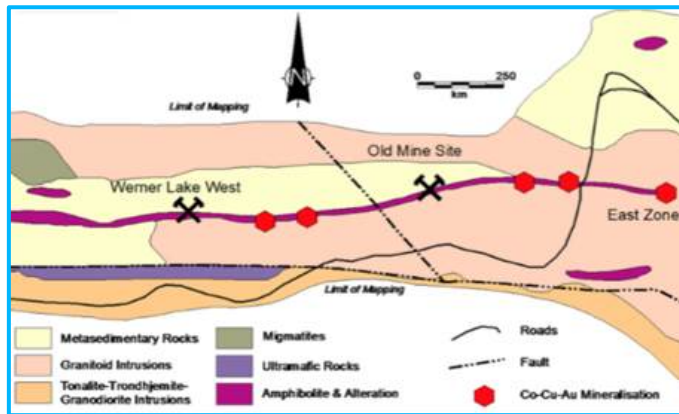 N
0 250
km
Limit of Mapping
Old Mine Site
Werner Lake West
East Zone
Limit of Mapping
Metasedimentary Rocks
Migmatites
Roads
Granitoid Intrusions
Ultramafic Rocks
Fault
Tonalite-Trondhjemite-
Granodiorite Intrusions
Amphibolite & Alteration
Co-Cu-Au Mineralisation